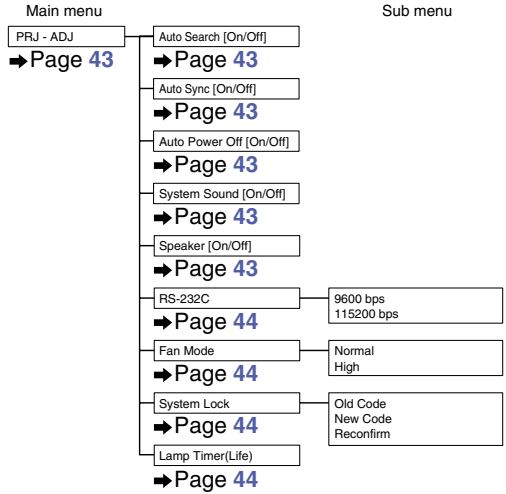 Main menu
Sub menu
PRJ - ADJ
➡Page 43
Auto Search [On/Off]
➡Page 43
Auto Sync [On/Off]
➡Page 43
Auto Power Off [On/Off]
➡Page 43
System Sound [On/Off]
➡Page 43
Speaker [On/Off]
➡Page 43
RS-232C
➡Page 44
9600 bps
115200 bps
Fan Mode
➡Page 44
Normal
High
System Lock
➡Page 44
Old Code
New Code
Reconfirm
Lamp Timer(Life)
➡Page 44